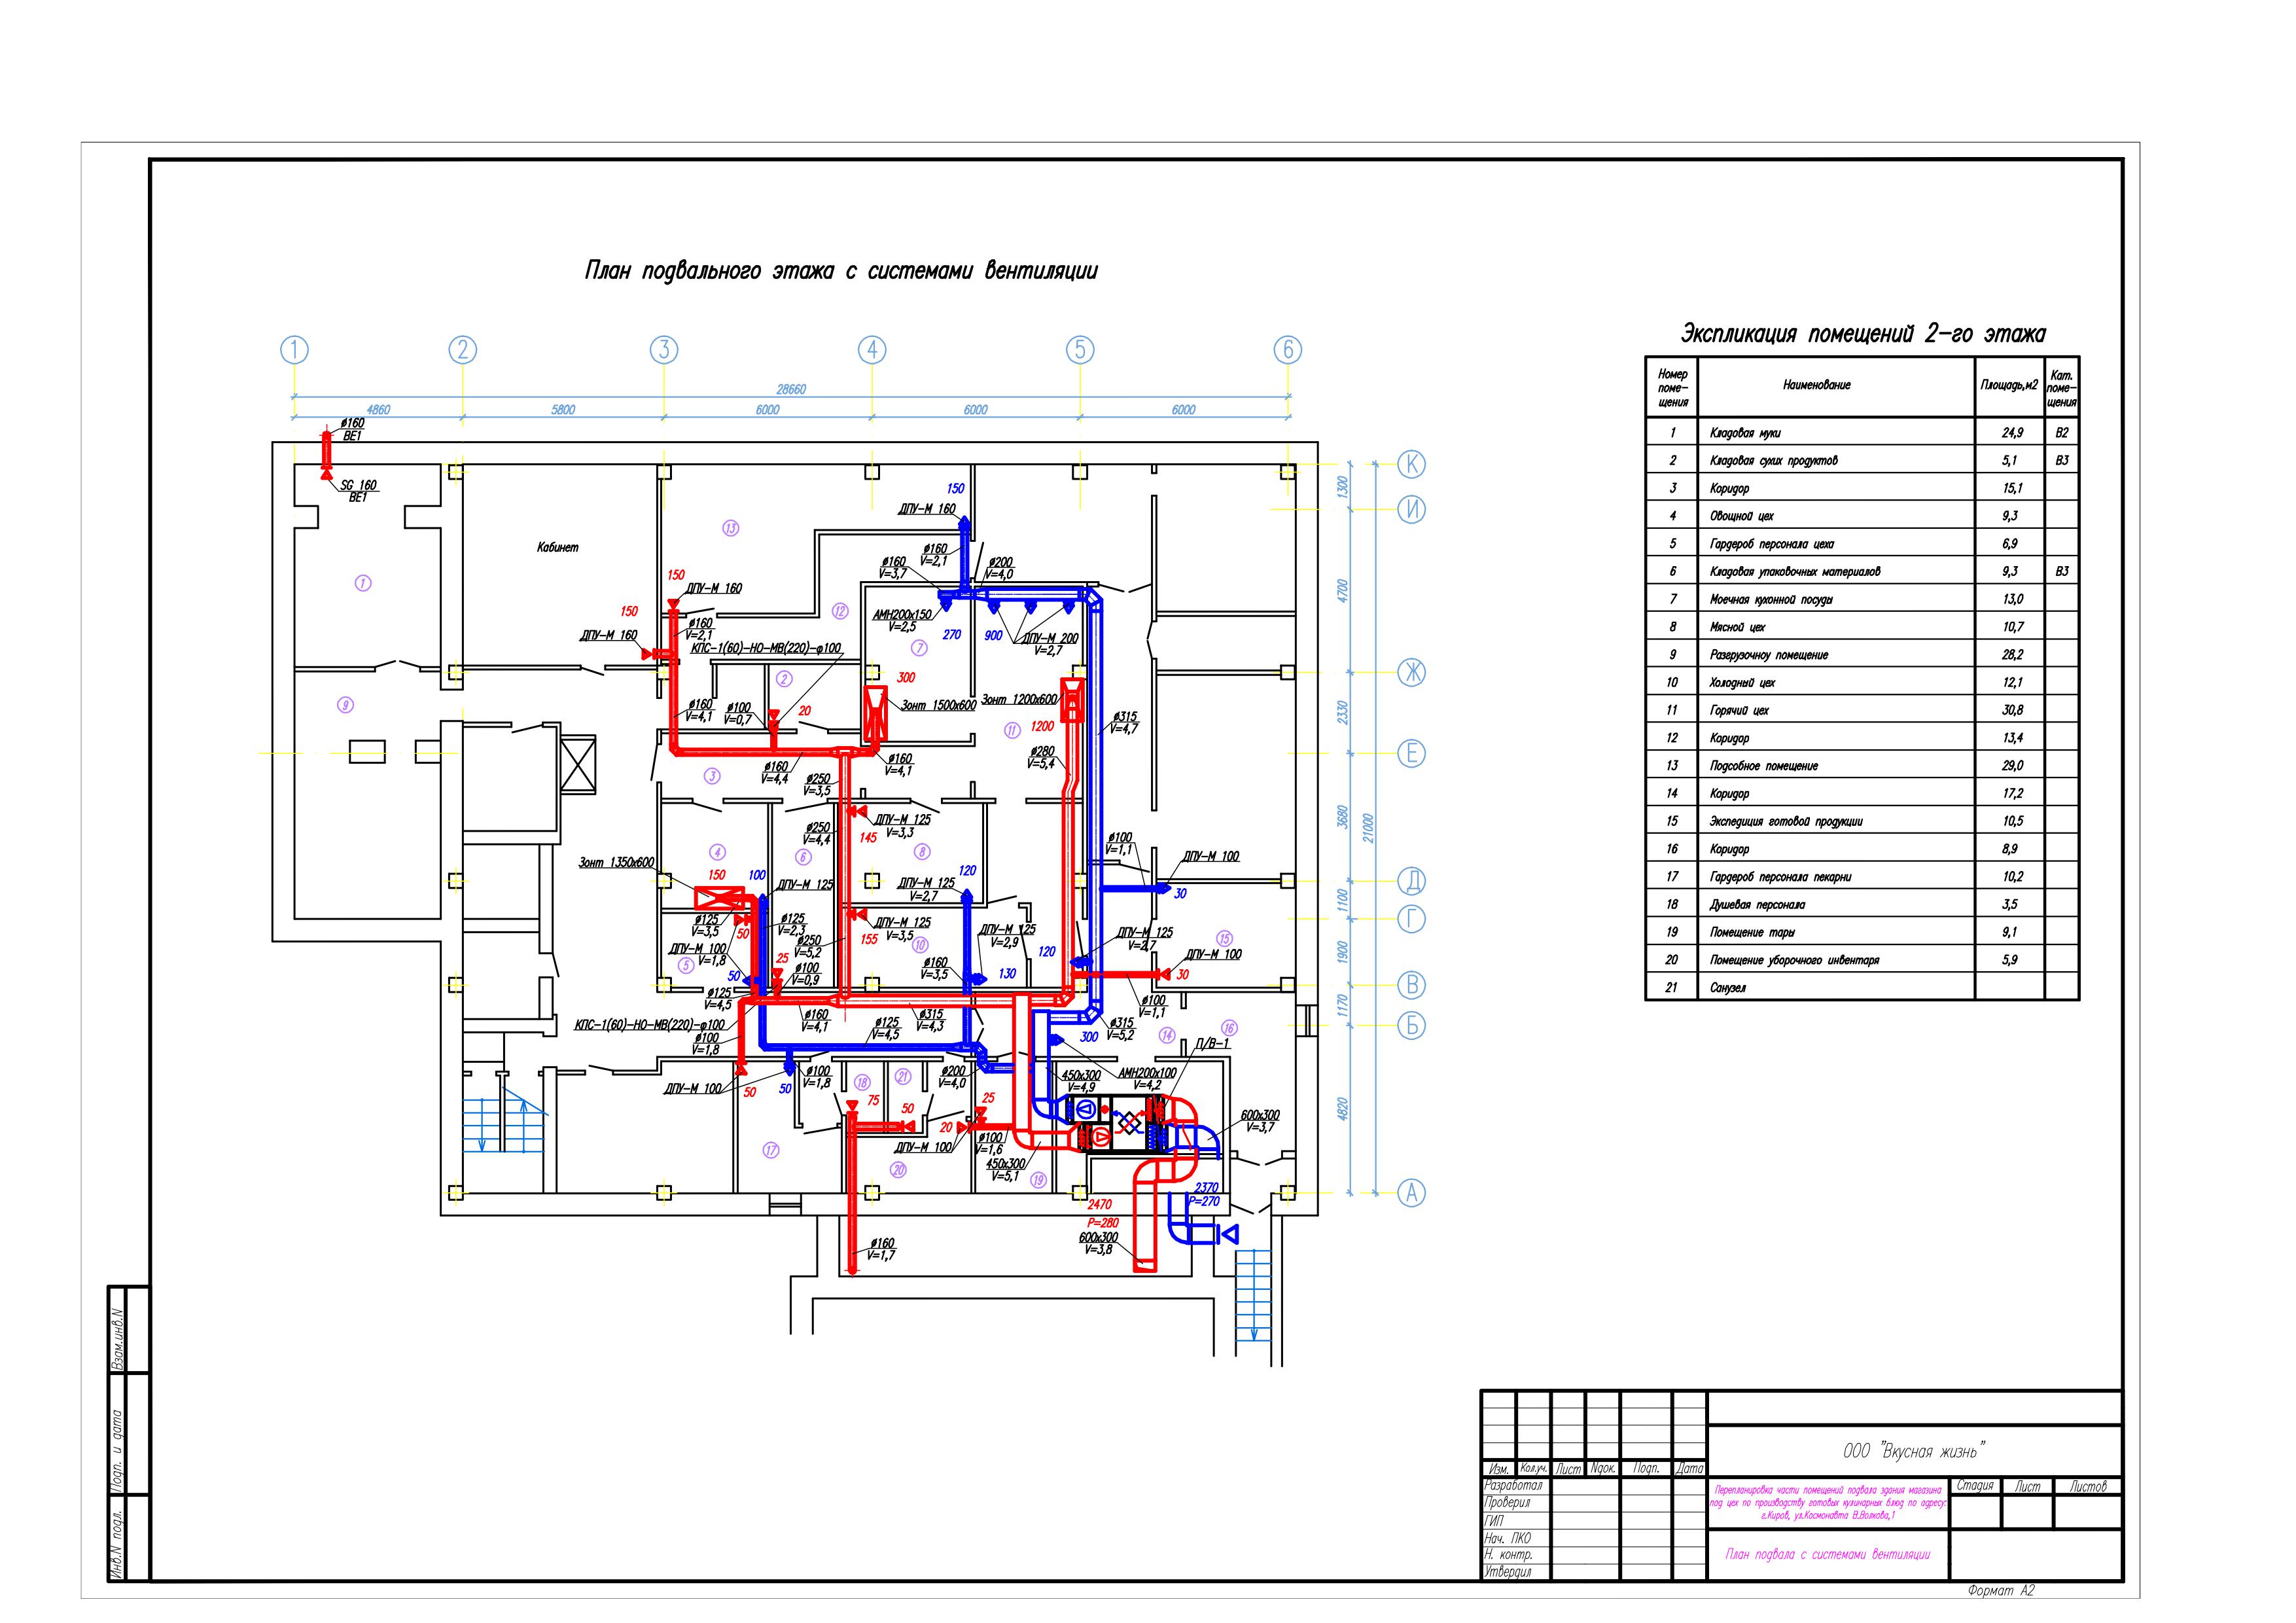 План подвального этажа с системами вентиляции
1 2 3 4 5 6
28660
4860 5800 6000 6000 6000
ø160
ВЕ1
SG 160
ВЕ1
1
Кабинет
13
150
ДПУ-М 160
ø160
V=2,1
ø160
V=3,7
ø200
V=4,0
150
ДПУ-М 160
12
АМН200х150
V=2,5
270
900
ДПУ-М 200
V=2,7
150
ДПУ-М 160
ø160
V=2,1
КПС-1(60)-НО-МВ(220)-φ100
7
2
300
9
ø160
V=4,1
ø100
V=0,7
20
Зонт 1500х600
Зонт 1200х600
1200
11
ø315
V=4,7
3
ø160
V=4,4
ø250
V=3,5
ø160
V=4,1
ø280
V=5,4
ø250
V=4,4
ДПУ-М 125
V=3,3
145
ø100
V=1,1
ДПУ-М 100
30
Зонт 1350х600
4
6
8
150
100
ДПУ-М 125
ДПУ-М 125
V=2,7
120
ø125
V=3,5
50
ø125
V=2,3
ø250
V=5,2
ДПУ-М 125
V=3,5
155
10
ДПУ-М 125
V=2,9
ДПУ-М 125
V=2,7
120
15
ДПУ-М 100
V=1,8
5
50
25
ø100
V=0,9
ø160
V=3,5
130
ДПУ-М 100
30
ø125
V=4,5
КПС-1(60)-НО-МВ(220)-φ100
ø160
V=4,1
ø315
V=4,3
ø100
V=1,1
ø100
V=1,8
ø125
V=4,5
ø315
V=5,2
300
14
16
П/В-1
ДПУ-М 100
50
50
ø100
V=1,8
18
21
ø200
V=4,0
450х300
V=4,9
АМН200х100
V=4,2
75
50
25
20
ДПУ-М 100
ø100
V=1,6
600х300
V=3,7
17
20
450х300
V=5,1
19
2370
Р=270
2470
Р=280
600х300
V=3,8
ø160
V=1,7
К
И
Ж
Е
Д
Г
В
Б
А
1300
4700
2330
3680
1100
1900
1170
4820
21000
Экспликация помещений 2-го этажа
Номер поме- щения Наименование Площадь,м2 Кат. поме- щения
1 Кладовая муки 24,9 В2
2 Кладовая сухих продуктов 5,1 В3
3 Коридор 15,1
4 Овощной цех 9,3
5 Гардероб персонала цеха 6,9
6 Кладовая упаковочных материалов 9,3 В3
7 Моечная кухонной посуды 13,0
8 Мясной цех 10,7
9 Разгрузочноу помещение 28,2
10 Холодный цех 12,1
11 Горячий цех 30,8
12 Коридор 13,4
13 Подсобное помещение 29,0
14 Коридор 17,2
15 Экспедиция готовой продукции 10,5
16 Коридор 8,9
17 Гардероб персонала пекарни 10,2
18 Душевая персонала 3,5
19 Помещение тары 9,1
20 Помещение уборочного инвентаря 5,9
21 Санузел
Взам.инв.N
Подп. и дата
Инв.N подл.
ООО "Вкусная жизнь"
Изм. Кол.уч. Лист Nдок. Подп. Дата
Разработал
Проверил
ГИП
Нач. ПКО
Н. контр.
Утвердил
Перепланировка части помещений подвала здания магазина
под цех по производству готовых кулинарных блюд по адресу:
г.Киров, ул.Космонавта В.Волкова,1
Стадия Лист Листов
План подвала с системами вентиляции
Формат А2